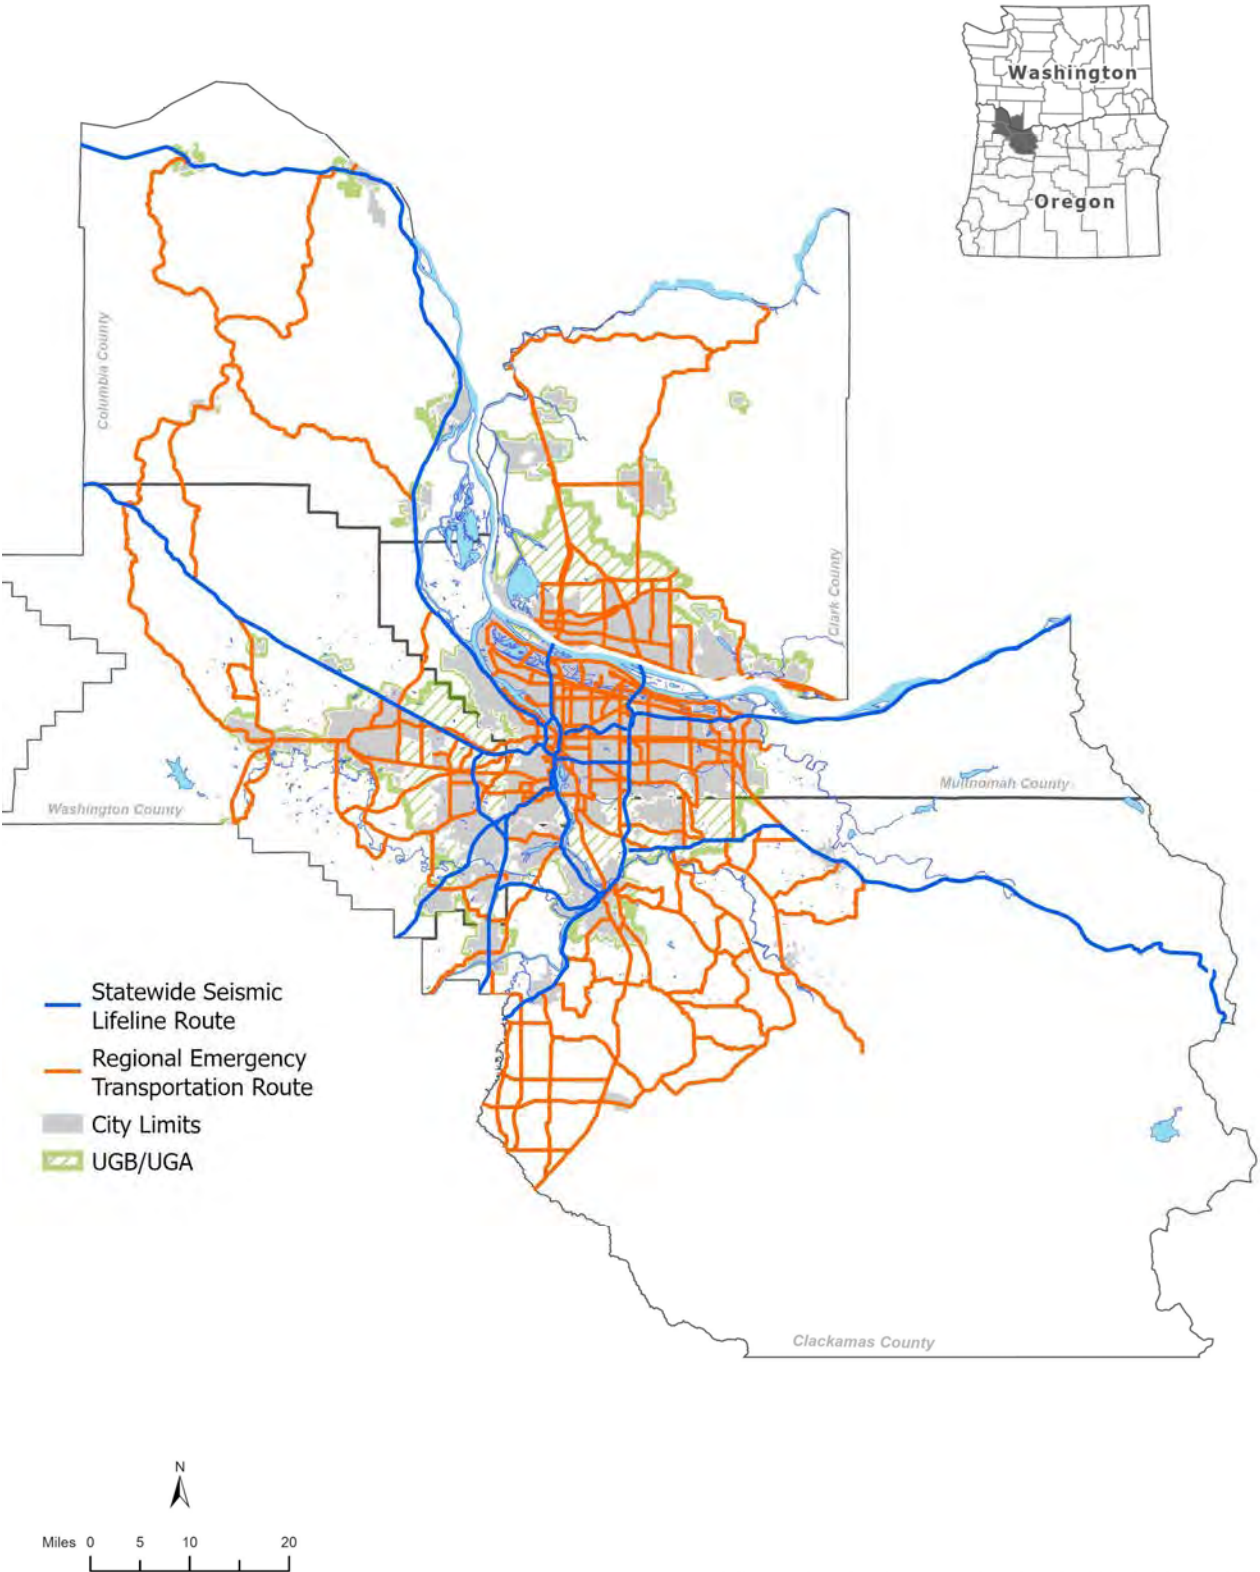 Washington
Oregon
Columbia County
Clark County
Multnomah County
Washington County
Statewide Seismic
Lifeline Route
Regional Emergency
Transportation Route
City Limits
UGB/UGA
Clackamas County
N
Miles 0 5 10 20